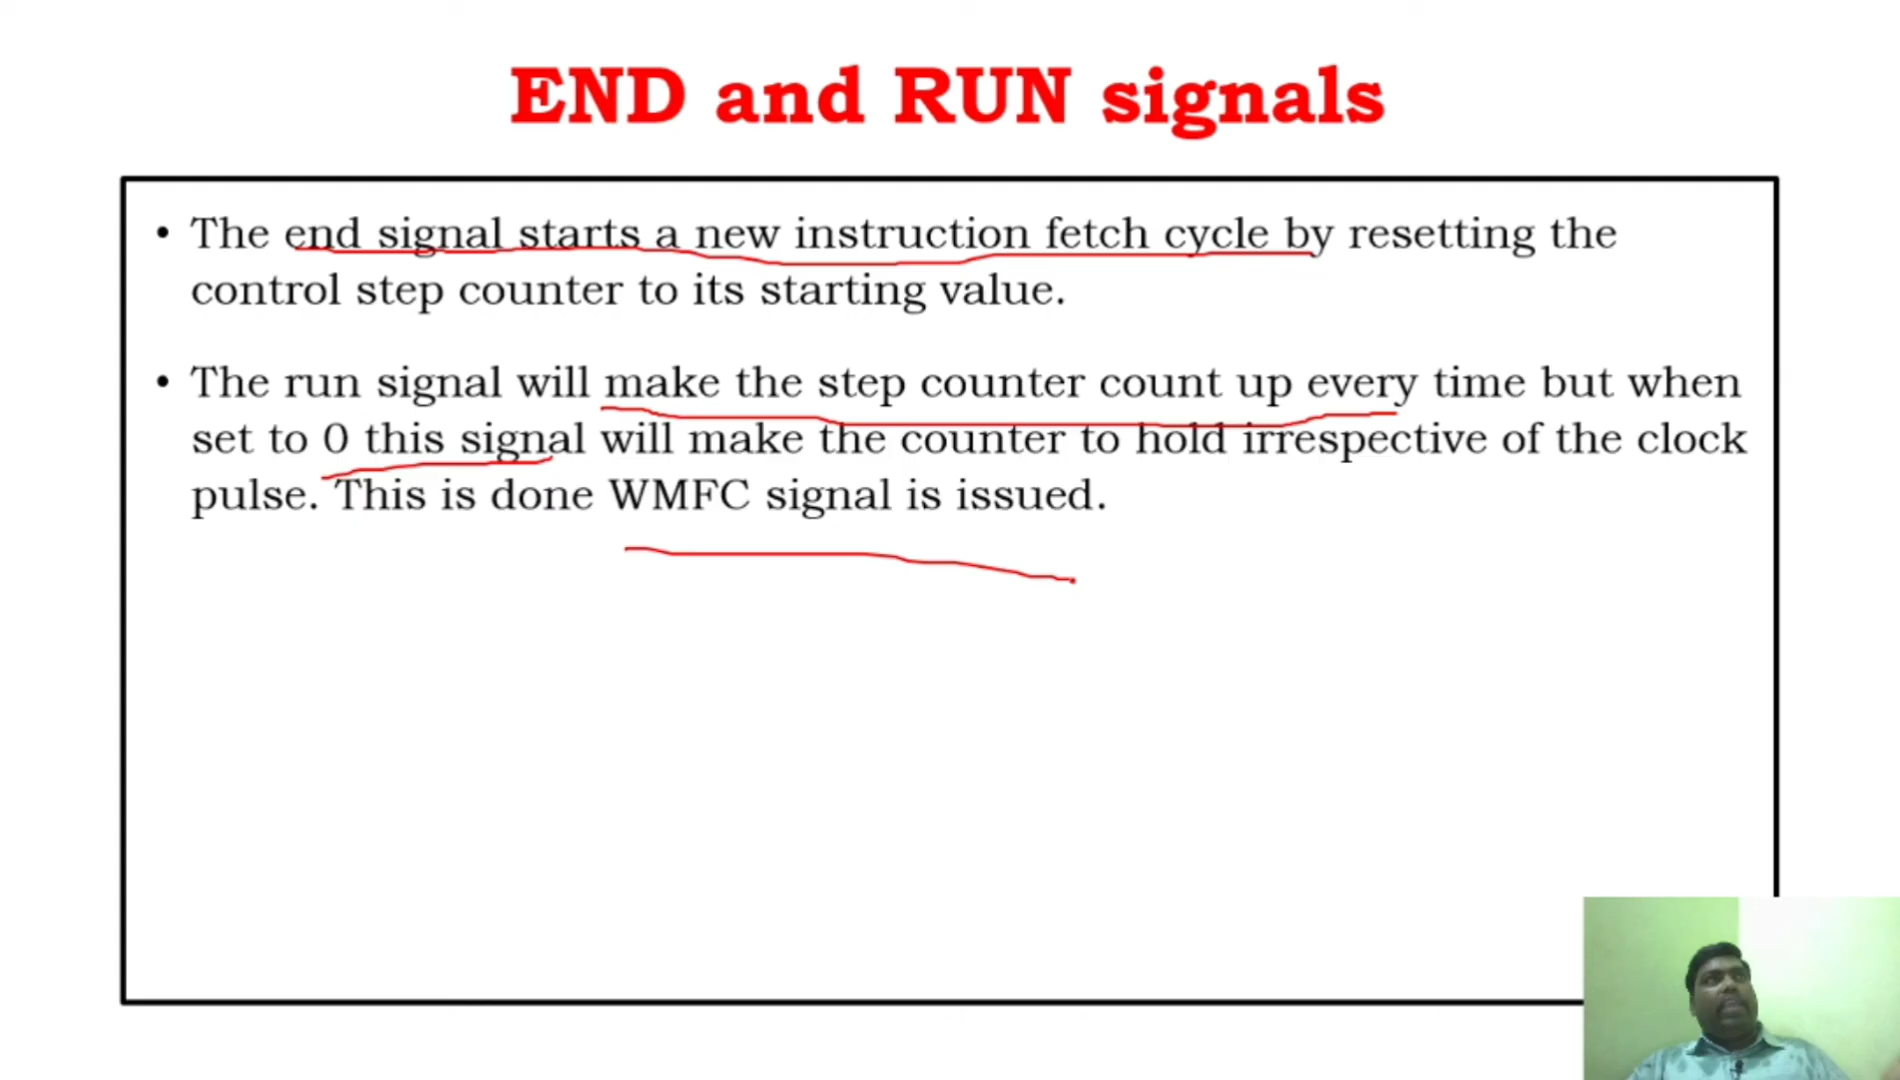 END and RUN signals
• The end signal starts a new instruction fetch cycle by resetting the
control step counter to its starting value.
• The run signal will make the step counter count up every time but when
set to 0 this signal will make the counter to hold irrespective of the clock
pulse. This is done WMFC signal is issued.